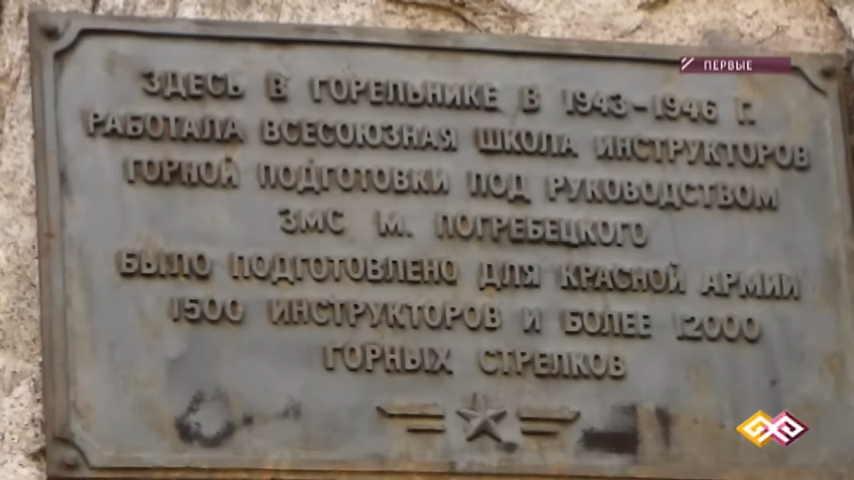 ПЕРВЫЕ
ЗДЕСЬ В ГОРЕЛЬНИКЕ В 1943-1946 Г.
РАБОТАЛА ВСЕСОЮЗНАЯ ШКОЛА ИНСТРУКТОРОВ
ГОРНОЙ ПОДГОТОВКИ ПОД РУКОВОДСТВОМ
ЗМС М. ПОГРЕБЕЦКОГО
БЫЛО ПОДГОТОВЛЕНО ДЛЯ КРАСНОЙ АРМИИ
1500 ИНСТРУКТОРОВ И БОЛЕЕ 12000
ГОРНЫХ СТРЕЛКОВ